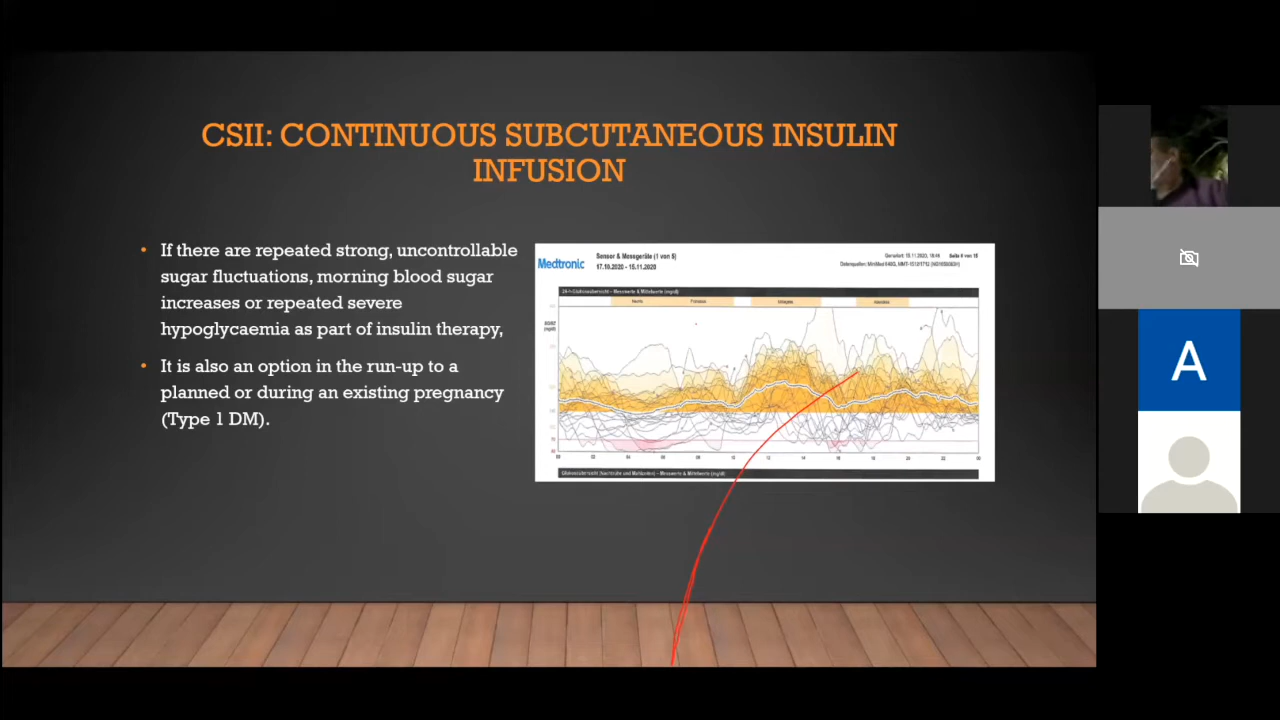 CSII: CONTINUOUS SUBCUTANEOUS INSULIN
INFUSION
• If there are repeated strong, uncontrollable
sugar fluctuations, morning blood sugar
increases or repeated severe
hypoglycaemia as part of insulin therapy,
• It is also an option in the run-up to a
planned or during an existing pregnancy
(Type 1 DM).
Medtronic
Sensor & Messgeräte (1 von 5)
17.10.2020 - 15.11.2020
A